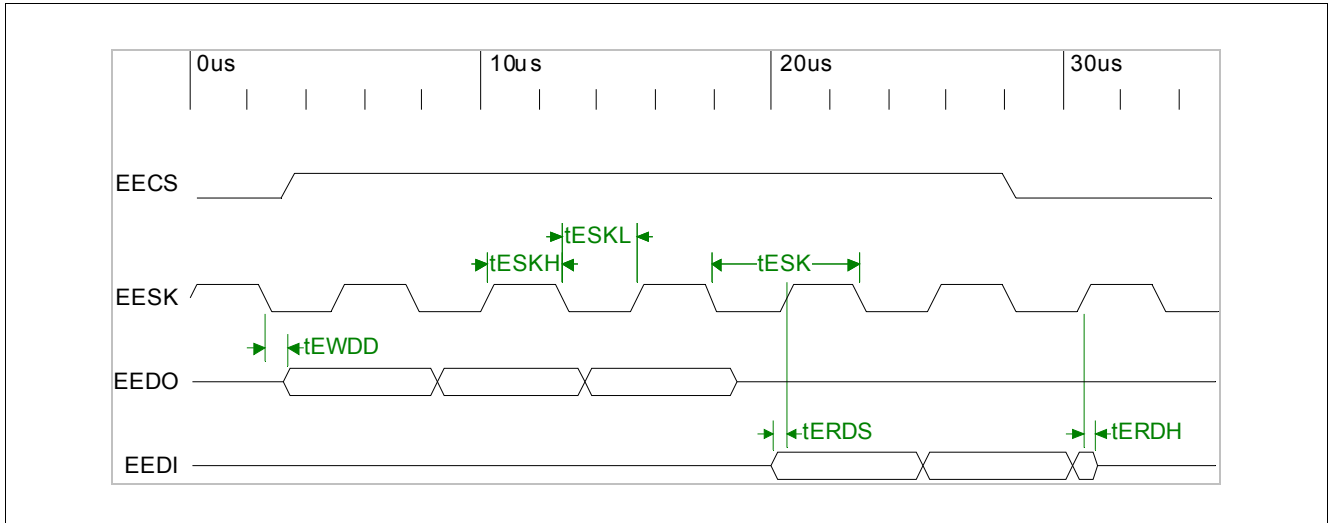 0us 10us 20us 30us
EECS
tESKL
tESKH tESK
EESK
tEWDD
EEDO
tERDS tERDH
EEDI